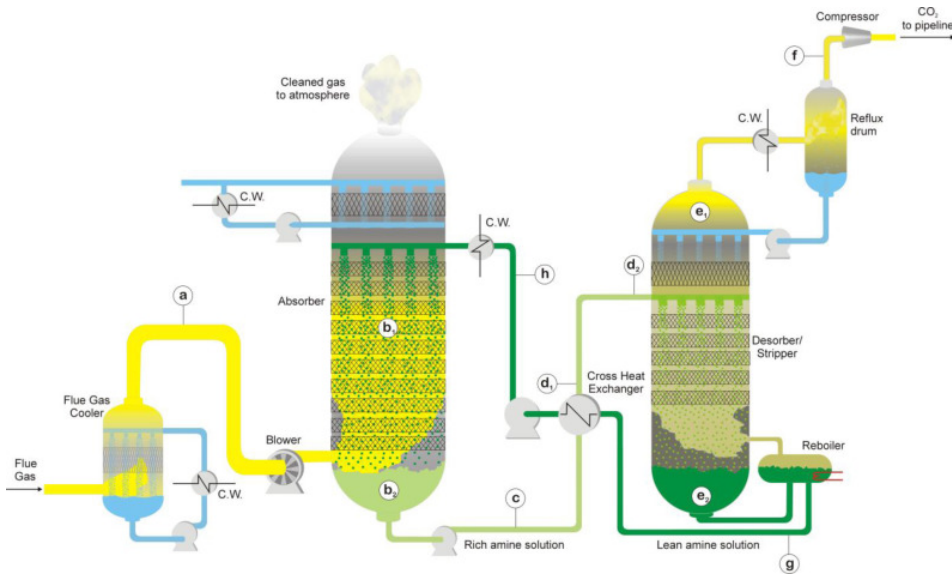 Compressor
CO2
to pipeline
f
Cleaned gas
to atmosphere
C.W.
Reflux
drum
C.W.
C.W.
e1
h
d2
a
Absorber
b1
Desorber/
Stripper
d1
Cross Heat
Exchanger
Flue Gas
Cooler
Blower
Reboiler
Flue
Gas
C.W.
b2
c
e2
Rich amine solution
Lean amine solution
g